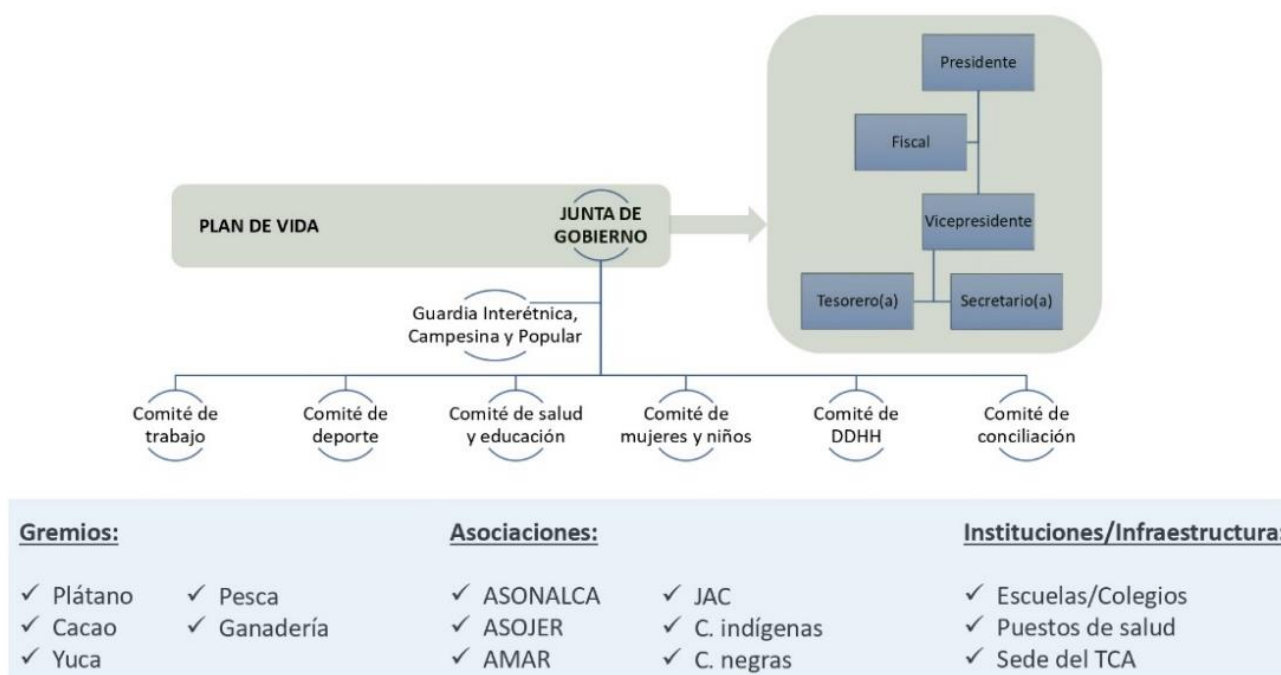 Presidente
Fiscal
Vicepresidente
Tesorero(a)
Secretario(a)
PLAN DE VIDA
JUNTA DE
GOBIERNO
Guardia Interétnica,
Campesina y Popular
Comité de
trabajo
Comité de
deporte
Comité de salud
y educación
Comité de
mujeres y niños
Comité de
DDHH
Comité de
conciliación
Gremios:
✓ Plátano
✓ Cacao
✓ Yuca
✓ Pesca
✓ Ganadería
Asociaciones:
✓ ASONALCA
✓ ASOJER
✓ AMAR
✓ JAC
✓ C. indígenas
✓ C. negras
Instituciones/Infraestructura:
✓ Escuelas/Colegios
✓ Puestos de salud
✓ Sede del TCA